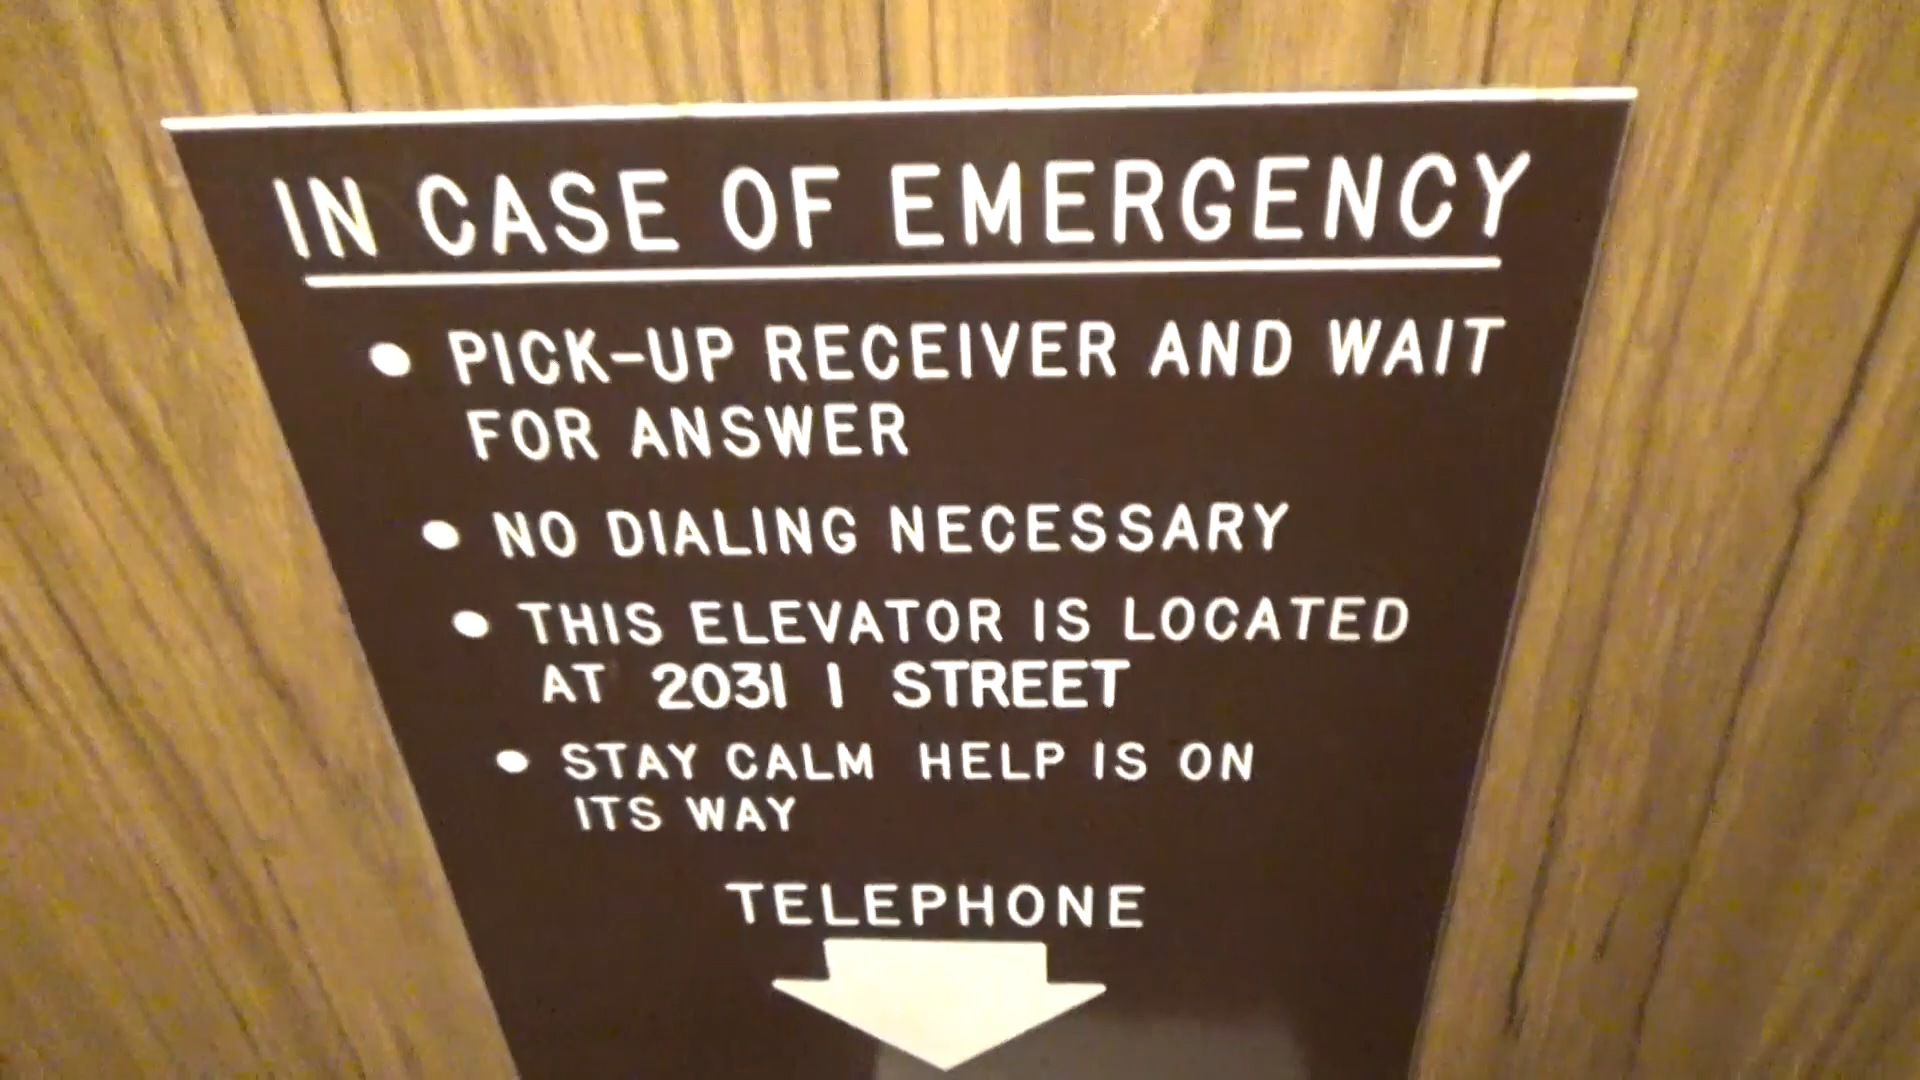 IN CASE OF EMERGENCY
• PICK-UP RECEIVER AND WAIT
FOR ANSWER
• NO DIALING NECESSARY
• THIS ELEVATOR IS LOCATED
AT 2031 I STREET
• STAY CALM HELP IS ON
ITS WAY
TELEPHONE